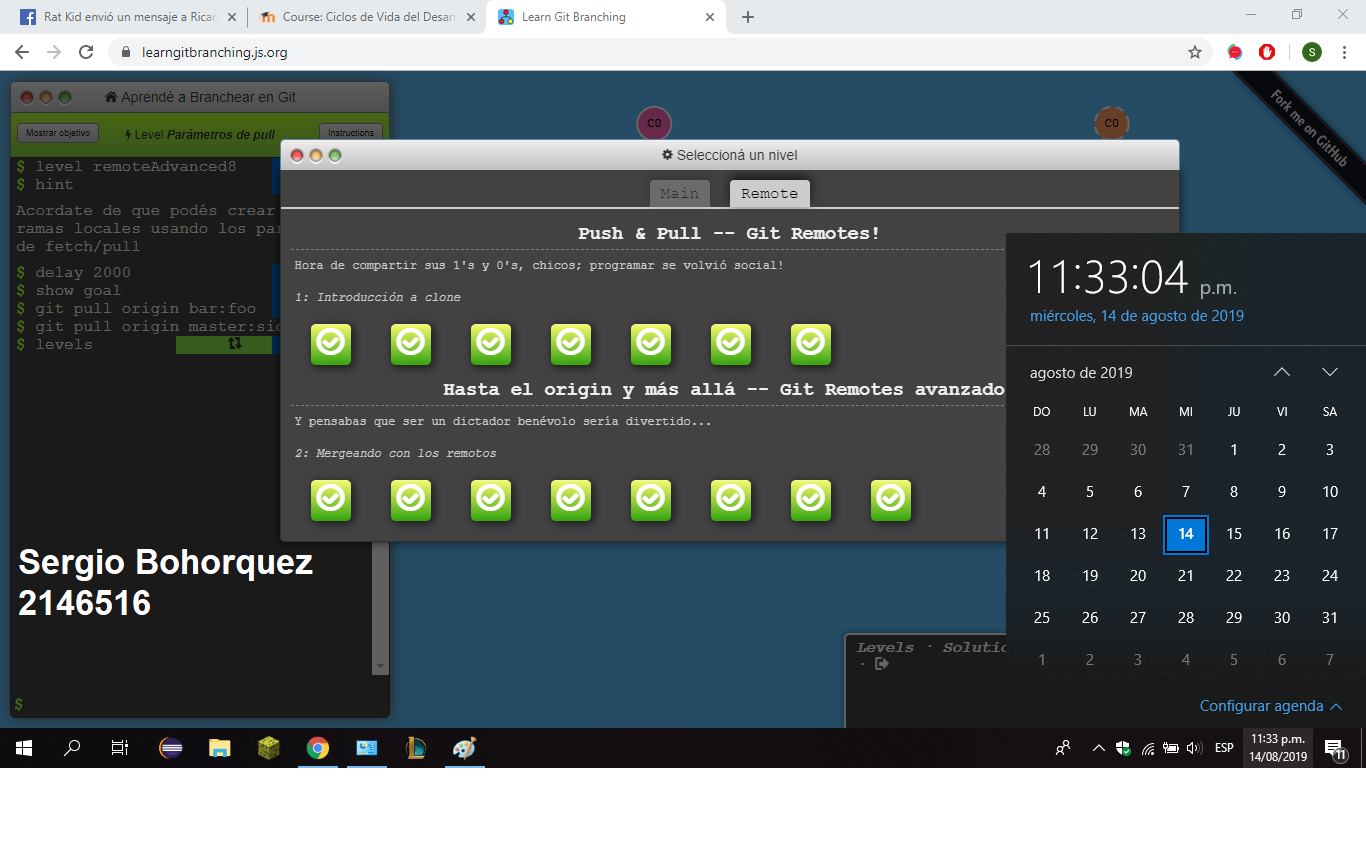 Rat Kid envió un mensaje a Ricar
Course: Ciclos de Vida del Desarr
Learn Git Branching
learngitbranching.js.org
S
Aprendé a Branchear en Git
Mostrar objetivo
Level Parámetros de pull
Instructions
$ level remoteAdvanced8
$ hint
Acordate de que podés crear
ramas locales usando los par
de fetch/pull
$ delay 2000
$ show goal
$ git pull origin bar:foo
$ git pull origin master:sid
$ levels
Sergio Bohorquez
2146516
$
C0
C0
Fork me on GitHub
Seleccioná un nivel
Main
Remote
Push & Pull -- Git Remotes!
Hora de compartir sus 1's y 0's, chicos; programar se volvió social!
1: Introducción a clone
Hasta el origin y más allá -- Git Remotes avanzado
Y pensabas que ser un dictador benévolo sería divertido...
2: Mergeando con los remotos
Levels · Solutio
·
11:33:04 p.m.
miércoles, 14 de agosto de 2019
agosto de 2019
DO LU MA MI JU VI SA
28 29 30 31 1 2 3
4 5 6 7 8 9 10
11 12 13 14 15 16 17
18 19 20 21 22 23 24
25 26 27 28 29 30 31
1 2 3 4 5 6 7
Configurar agenda
ESP
11:33 p.m.
14/08/2019
11